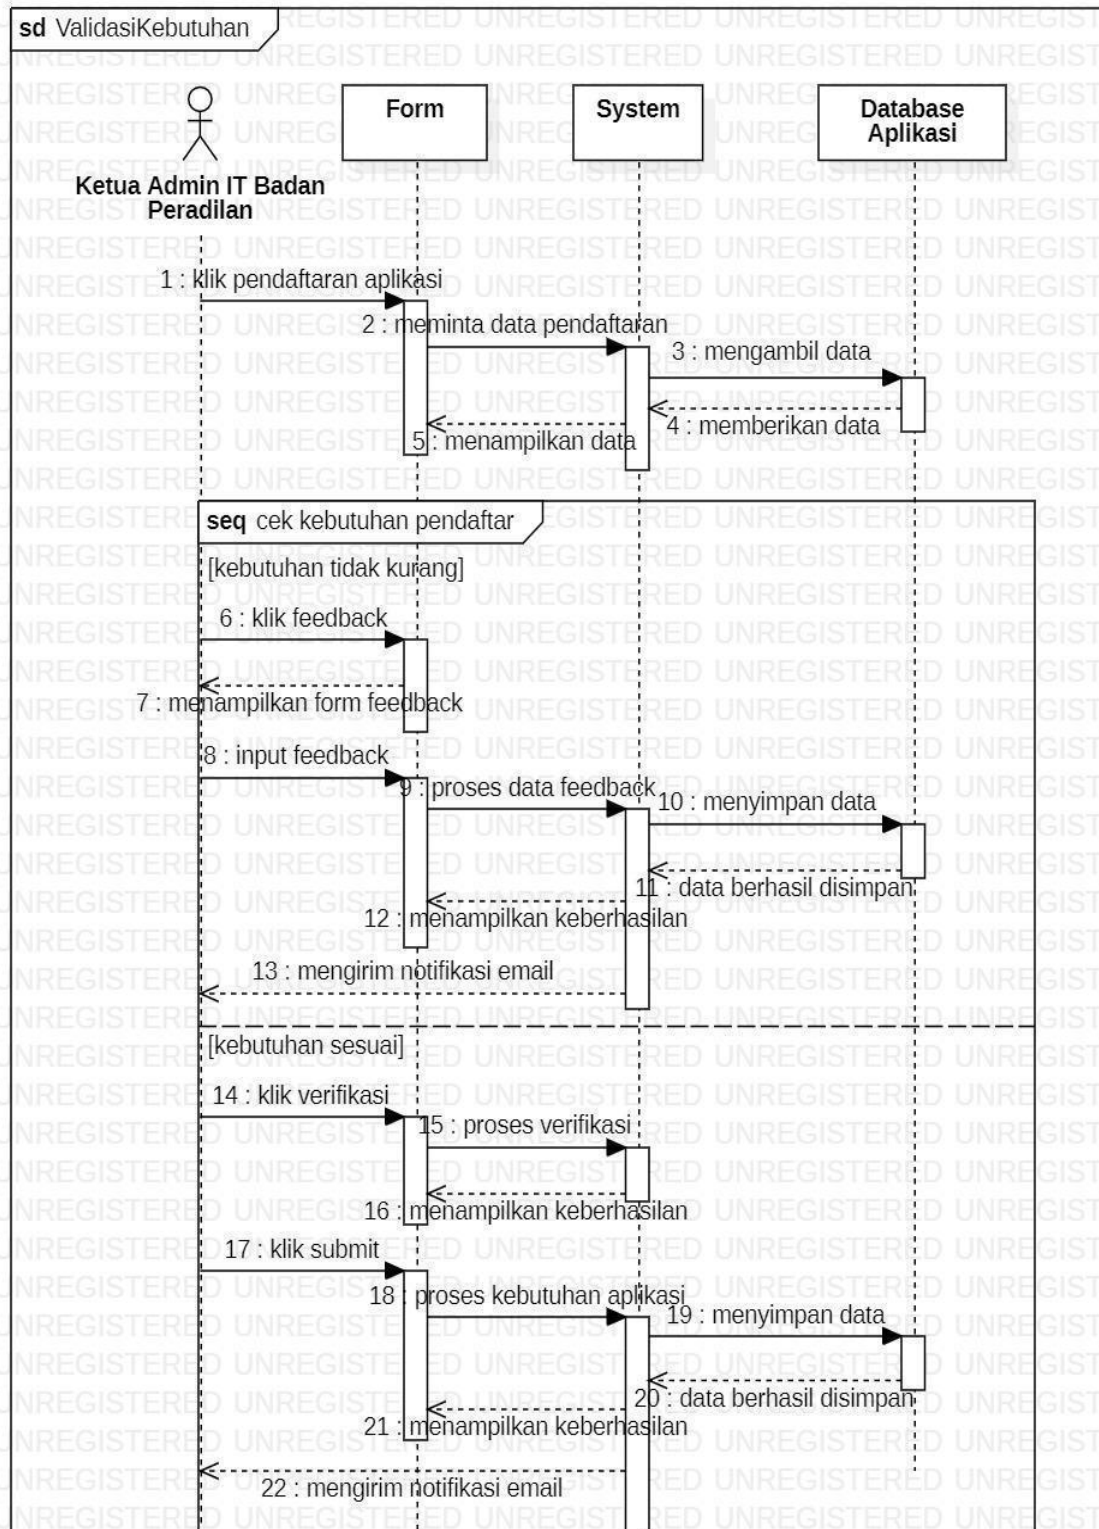 sd ValidasiKebutuhan
Form
System
Database
Aplikasi
Ketua Admin IT Badan
Peradilan
1 : klik pendaftaran aplikasi
2 : meminta data pendaftaran
3 : mengambil data
4 : memberikan data
5 : menampilkan data
seq cek kebutuhan pendaftar
[kebutuhan tidak kurang]
6 : klik feedback
7 : menampilkan form feedback
8 : input feedback
9 : proses data feedback
10 : menyimpan data
11 : data berhasil disimpan
12 : menampilkan keberhasilan
13 : mengirim notifikasi email
[kebutuhan sesuai]
14 : klik verifikasi
15 : proses verifikasi
16 : menampilkan keberhasilan
17 : klik submit
18 : proses kebutuhan aplikasi
19 : menyimpan data
20 : data berhasil disimpan
21 : menampilkan keberhasilan
22 : mengirim notifikasi email
UNREGISTERED